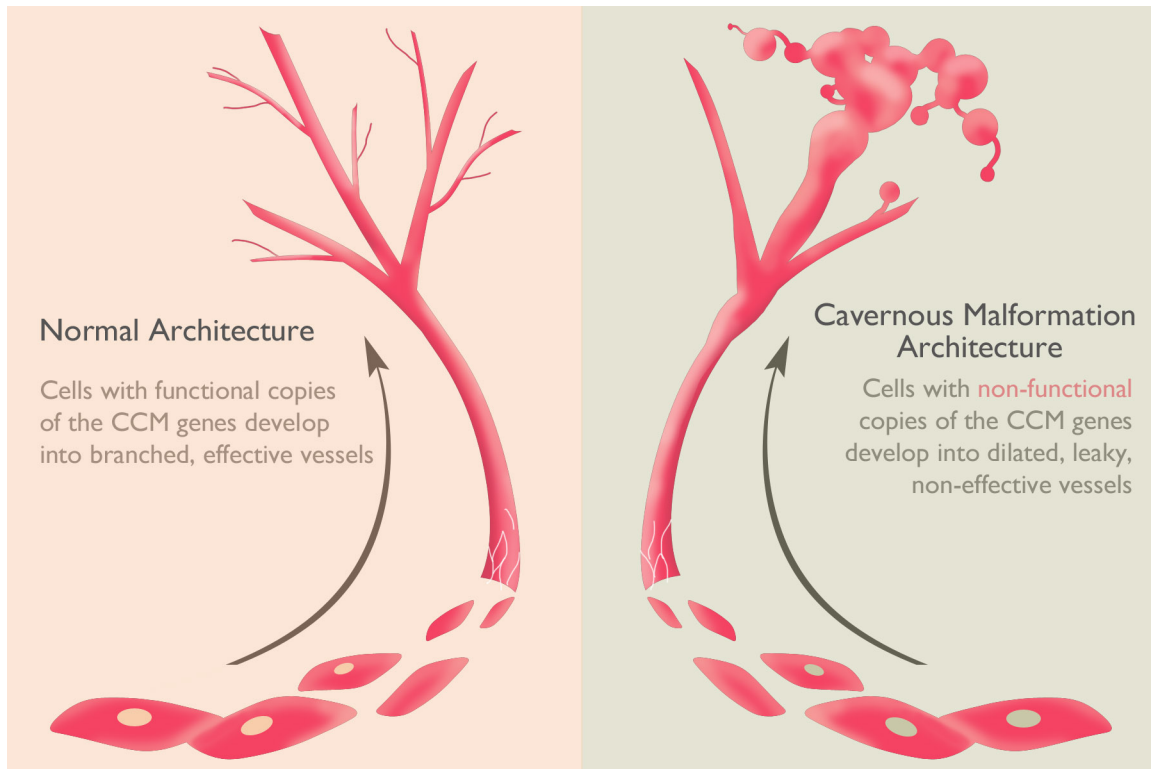 Normal Architecture
Cells with functional copies
of the CCM genes develop
into branched, effective vessels
Cavernous Malformation
Architecture
Cells with non-functional
copies of the CCM genes
develop into dilated, leaky,
non-effective vessels